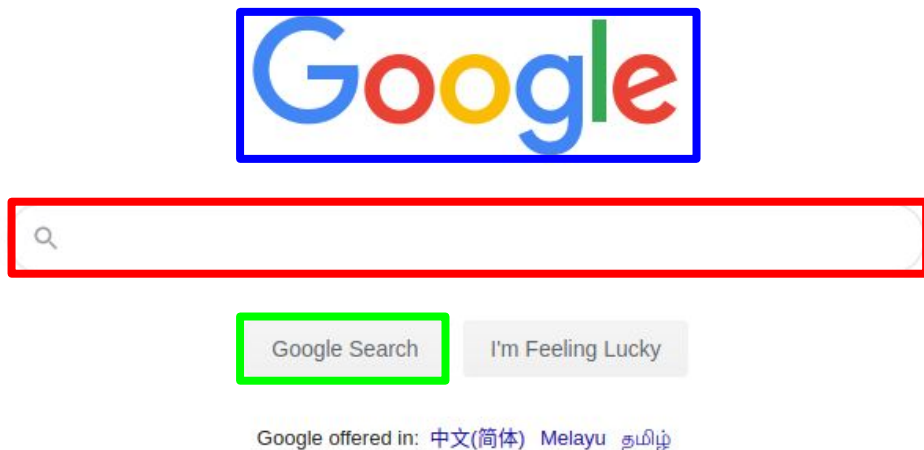 Google
Google Search I'm Feeling Lucky
Google offered in: 中文(简体) Melayu தமிழ்